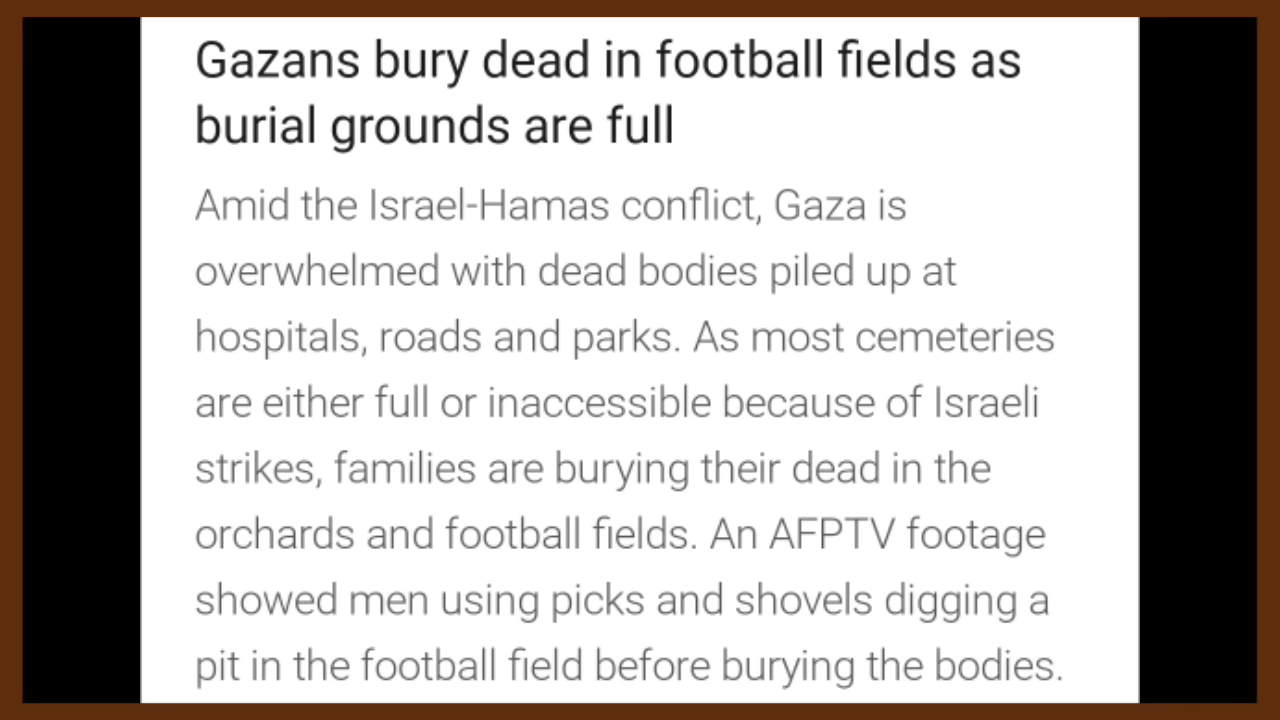 Gazans bury dead in football fields as
burial grounds are full
Amid the Israel-Hamas conflict, Gaza is
overwhelmed with dead bodies piled up at
hospitals, roads and parks. As most cemeteries
are either full or inaccessible because of Israeli
strikes, families are burying their dead in the
orchards and football fields. An AFPTV footage
showed men using picks and shovels digging a
pit in the football field before burying the bodies.